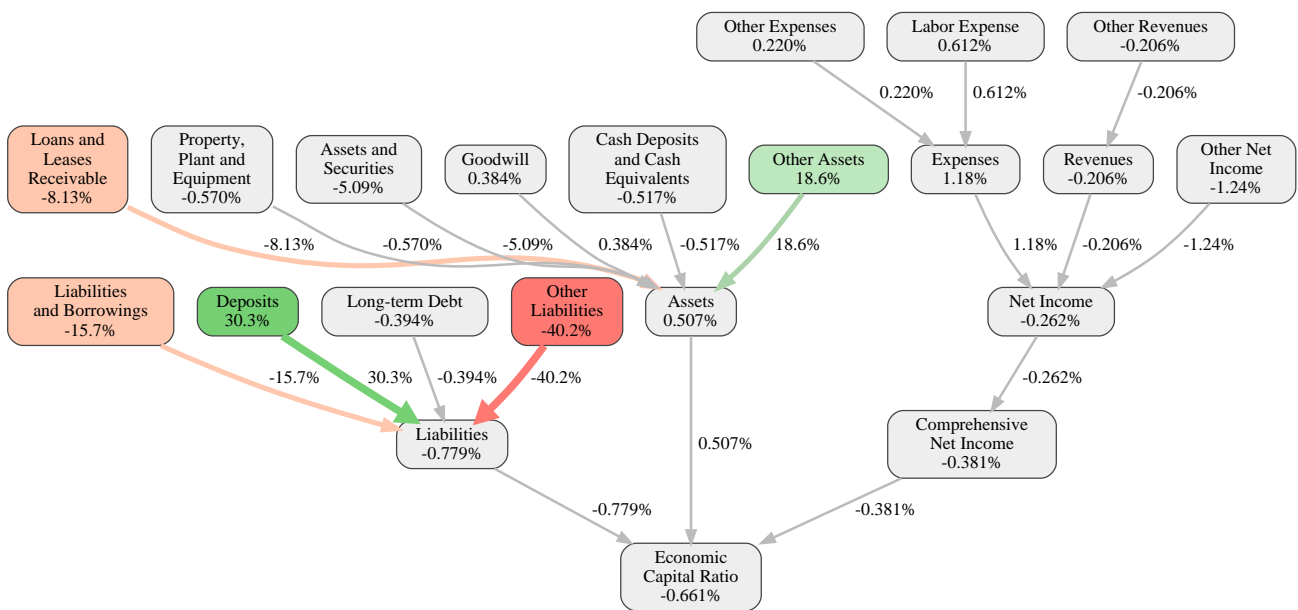 Other Expenses
0.220%
Labor Expense
0.612%
Other Revenues
-0.206%
0.220%
0.612%
-0.206%
Loans and
Leases
Receivable
-8.13%
Property,
Plant and
Equipment
-0.570%
Assets and
Securities
-5.09%
Goodwill
0.384%
Cash Deposits
and Cash
Equivalents
-0.517%
Other Assets
18.6%
Expenses
1.18%
Revenues
-0.206%
Other Net
Income
-1.24%
-8.13%
-0.570%
-5.09%
0.384%
-0.517%
18.6%
1.18%
-0.206%
-1.24%
Liabilities
and Borrowings
-15.7%
Deposits
30.3%
Long-term Debt
-0.394%
Other
Liabilities
-40.2%
Assets
0.507%
Net Income
-0.262%
-15.7%
30.3%
-0.394%
-40.2%
-0.262%
Liabilities
-0.779%
0.507%
Comprehensive
Net Income
-0.381%
-0.779%
-0.381%
Economic
Capital Ratio
-0.661%